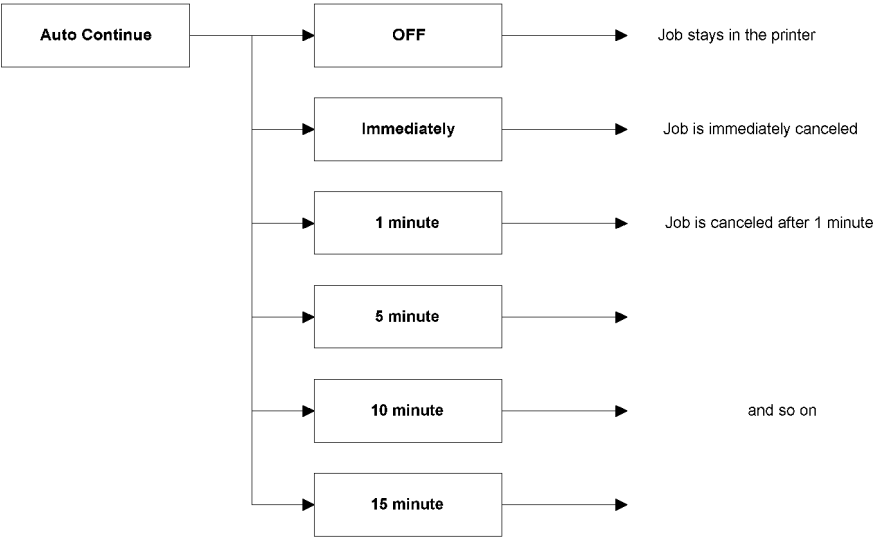 Auto Continue
OFF
Job stays in the printer
Immediately
Job is immediately canceled
1 minute
Job is canceled after 1 minute
5 minute
10 minute
and so on
15 minute